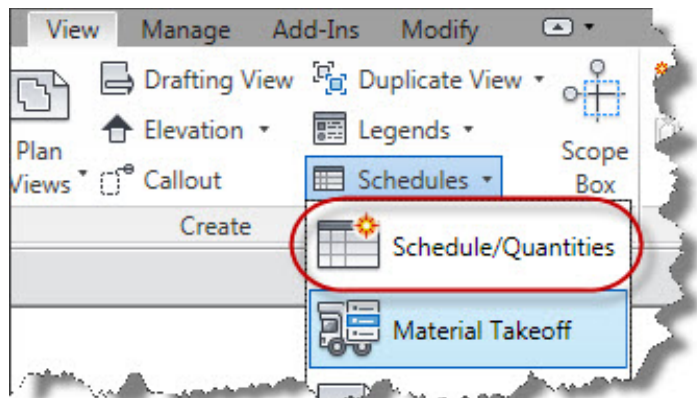 View Manage Add-Ins Modify
Drafting View Duplicate View
Elevation Legends
Plan Views Callout Schedules Scope Box
Create
Schedule/Quantities
Material Takeoff